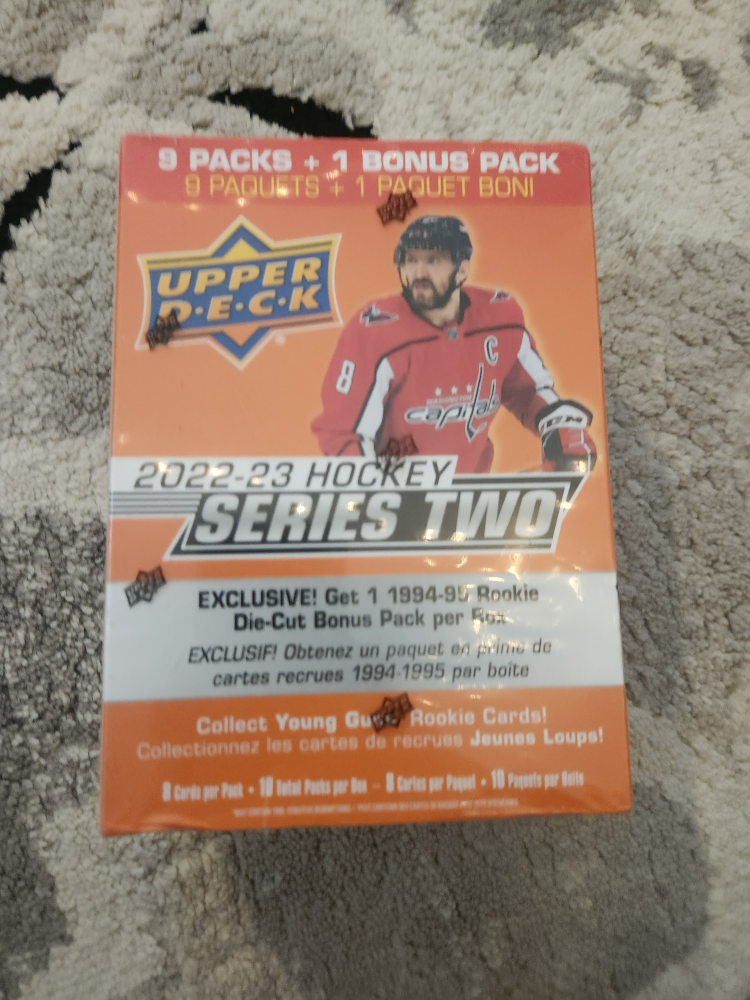 9 PACKS + 1 BONUS PACK
9 PAQUETS + 1 PAQUET BONI
UPPER
D•E•C•K
8
C
WASHINGTON
capitals
CCM
2022-23 HOCKEY
SERIES TWO
EXCLUSIVE! Get 1 1994-95 Rookie
Die-Cut Bonus Pack per Box
EXCLUSIF! Obtenez un paquet en prime de
cartes recrues 1994-1995 par boîte
Collect Young Guns Rookie Cards!
Collectionnez les cartes de recrues Jeunes Loups!
8 Cards per Pack • 10 Total Packs per Box - 8 Cartes par Paquet • 10 Paquets par Boîte